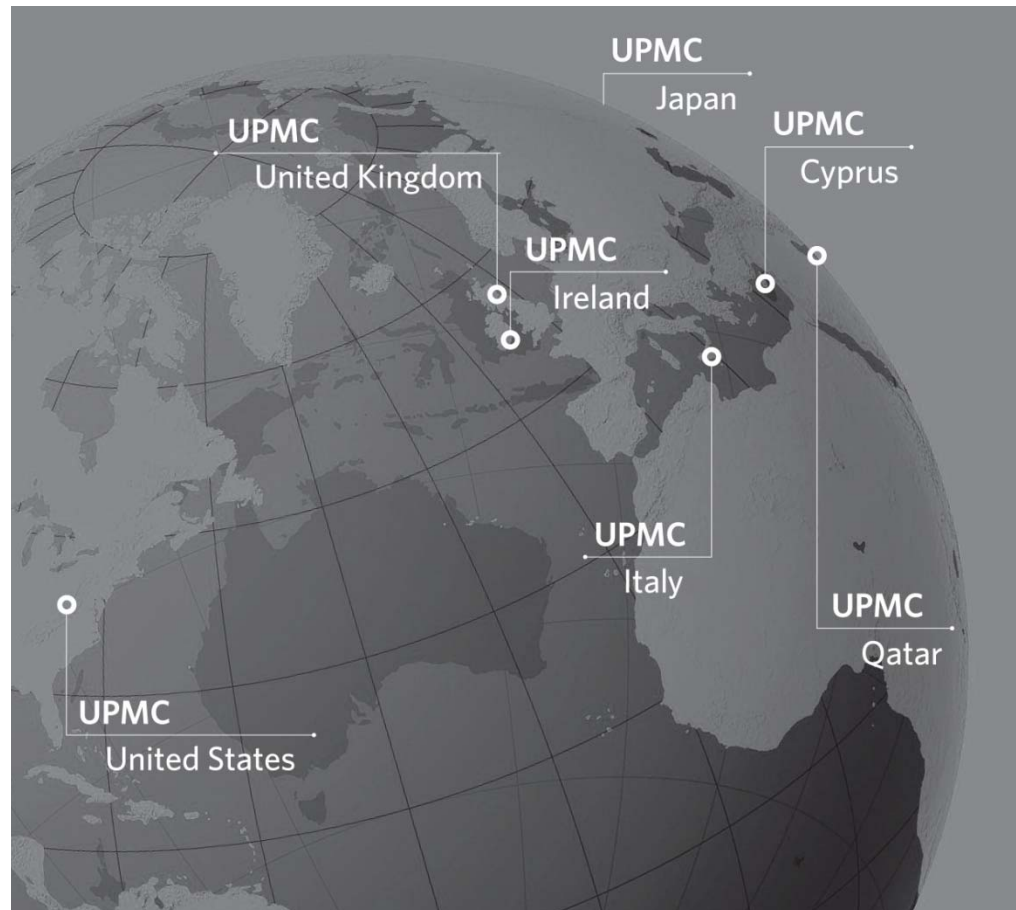 UPMC
Japan
UPMC
Cyprus
UPMC
United Kingdom
UPMC
Ireland
UPMC
Italy
UPMC
Qatar
UPMC
United States